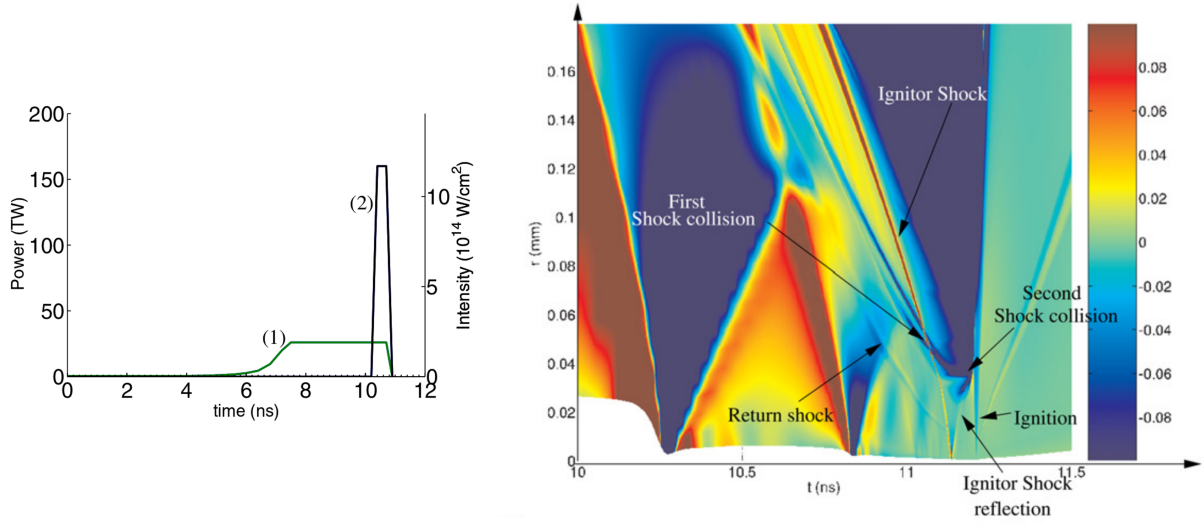 200
150
100
50
0
Power (TW)
(2)
(1)
10
5
0
Intensity (10¹⁴ W/cm²)
0 2 4 6 8 10 12
time (ns)
0.16
0.14
0.12
0.1
0.08
0.06
0.04
0.02
0
r (mm)
Ignitor Shock
First
Shock collision
Second
Shock collision
Return shock
Ignition
Ignitor Shock
reflection
10 10.5 11 11.5
t (ns)
0.08
0.06
0.04
0.02
0
-0.02
-0.04
-0.06
-0.08